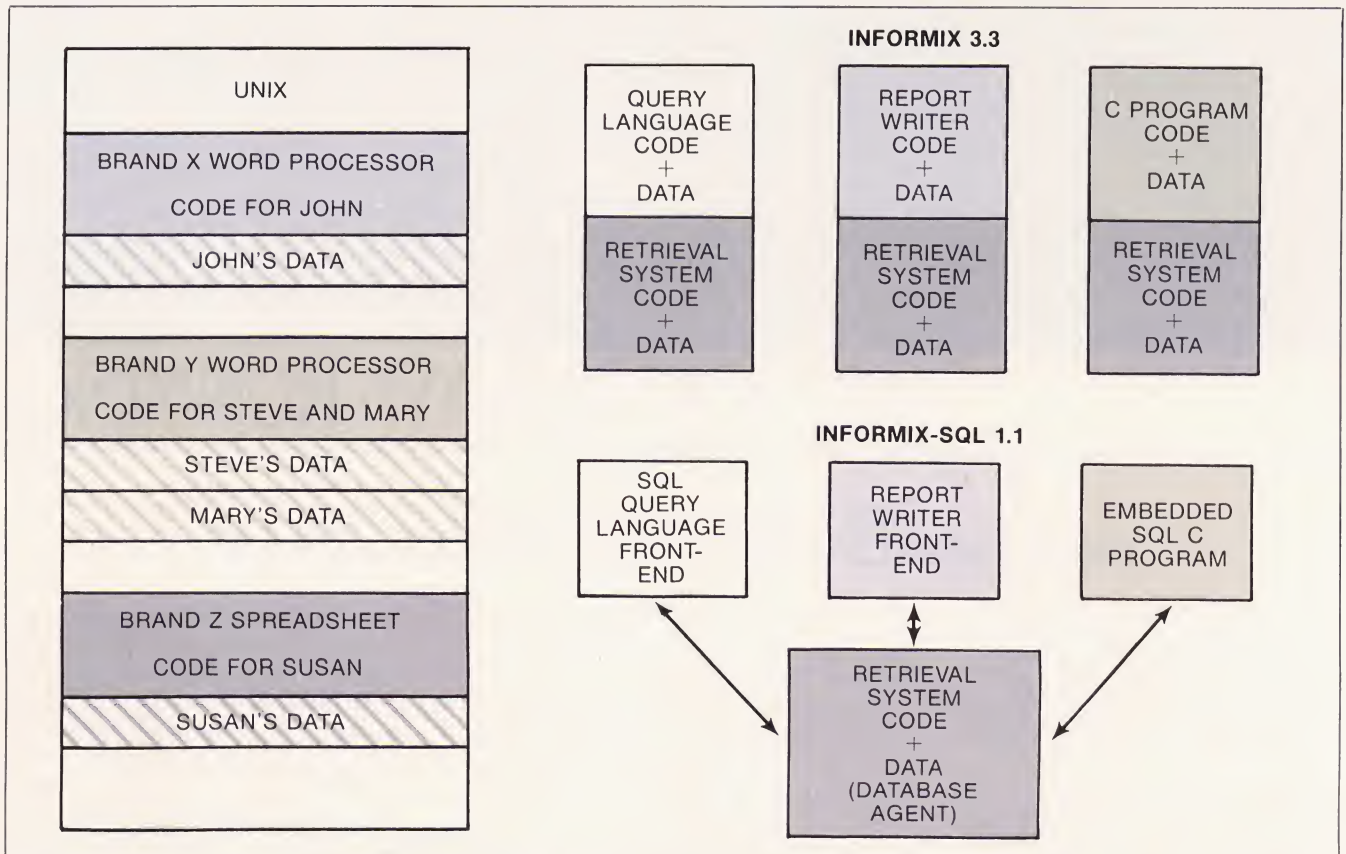 UNIX
BRAND X WORD PROCESSOR
CODE FOR JOHN
JOHN'S DATA
BRAND Y WORD PROCESSOR
CODE FOR STEVE AND MARY
STEVE'S DATA
MARY'S DATA
BRAND Z SPREADSHEET
CODE FOR SUSAN
SUSAN'S DATA
INFORMIX 3.3
QUERY
LANGUAGE
CODE
+
DATA
RETRIEVAL
SYSTEM
CODE
+
DATA
REPORT
WRITER
CODE
+
DATA
RETRIEVAL
SYSTEM
CODE
+
DATA
C PROGRAM
CODE
+
DATA
RETRIEVAL
SYSTEM
CODE
+
DATA
INFORMIX-SQL 1.1
SQL
QUERY
LANGUAGE
FRONT-
END
REPORT
WRITER
FRONT-
END
EMBEDDED
SQL C
PROGRAM
RETRIEVAL
SYSTEM
CODE
+
DATA
(DATABASE
AGENT)